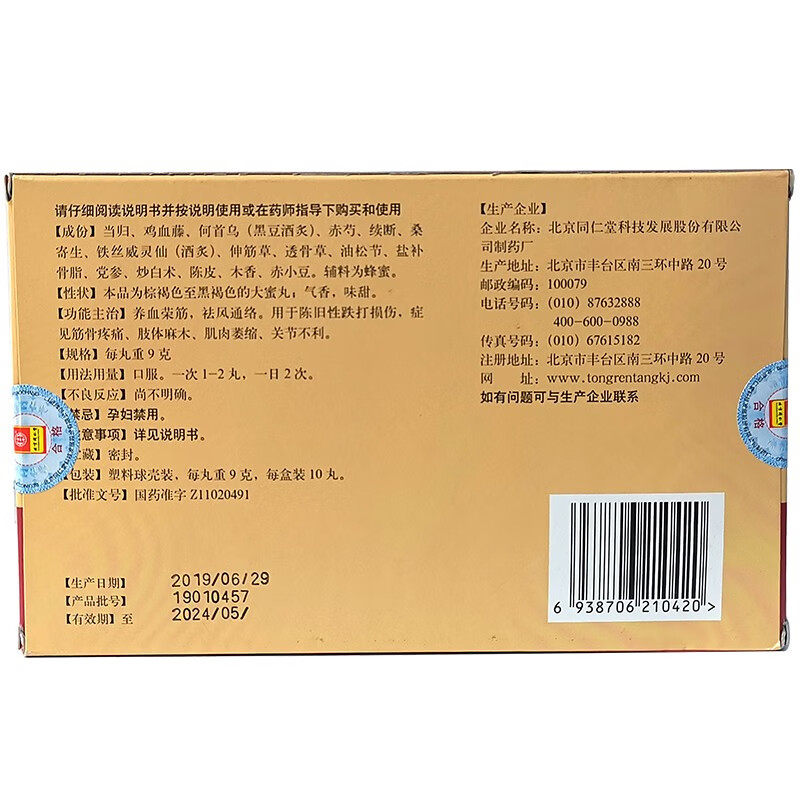 请仔细阅读说明书并按说明使用或在药师指导下购买和使用
【成份】当归、鸡血藤、何首乌（黑豆酒炙）、赤芍、续断、桑
寄生、铁丝威灵仙（酒炙）、伸筋草、透骨草、油松节、盐补
骨脂、党参、炒白术、陈皮、木香、赤小豆。辅料为蜂蜜。
【性状】本品为棕褐色至黑褐色的大蜜丸；气香，味甜。
【功能主治】养血荣筋，祛风通络。用于陈旧性跌打损伤，症
见筋骨疼痛、肢体麻木、肌肉萎缩、关节不利。
【规格】每丸重9克
【用法用量】口服。一次1-2丸，一日2次。
【不良反应】尚不明确。
禁忌】孕妇禁用。
意事项】详见说明书。
藏】密封。
包装】塑料球壳装，每丸重9克，每盒装10丸。
【批准文号】国药准字Z11020491
【生产日期】 2019/06/29
【产品批号】 19010457
【有效期】至 2024/05/
【生产企业】
企业名称：北京同仁堂科技发展股份有限公
司制药厂
生产地址：北京市丰台区南三环中路20号
邮政编码：100079
电话号码：（010）87632888
400-600-0988
传真号码：（010）67615182
注册地址：北京市丰台区南三环中路20号
网 址：www.tongrentangkj.com
如有问题可与生产企业联系
合格
6 938706 210420 >